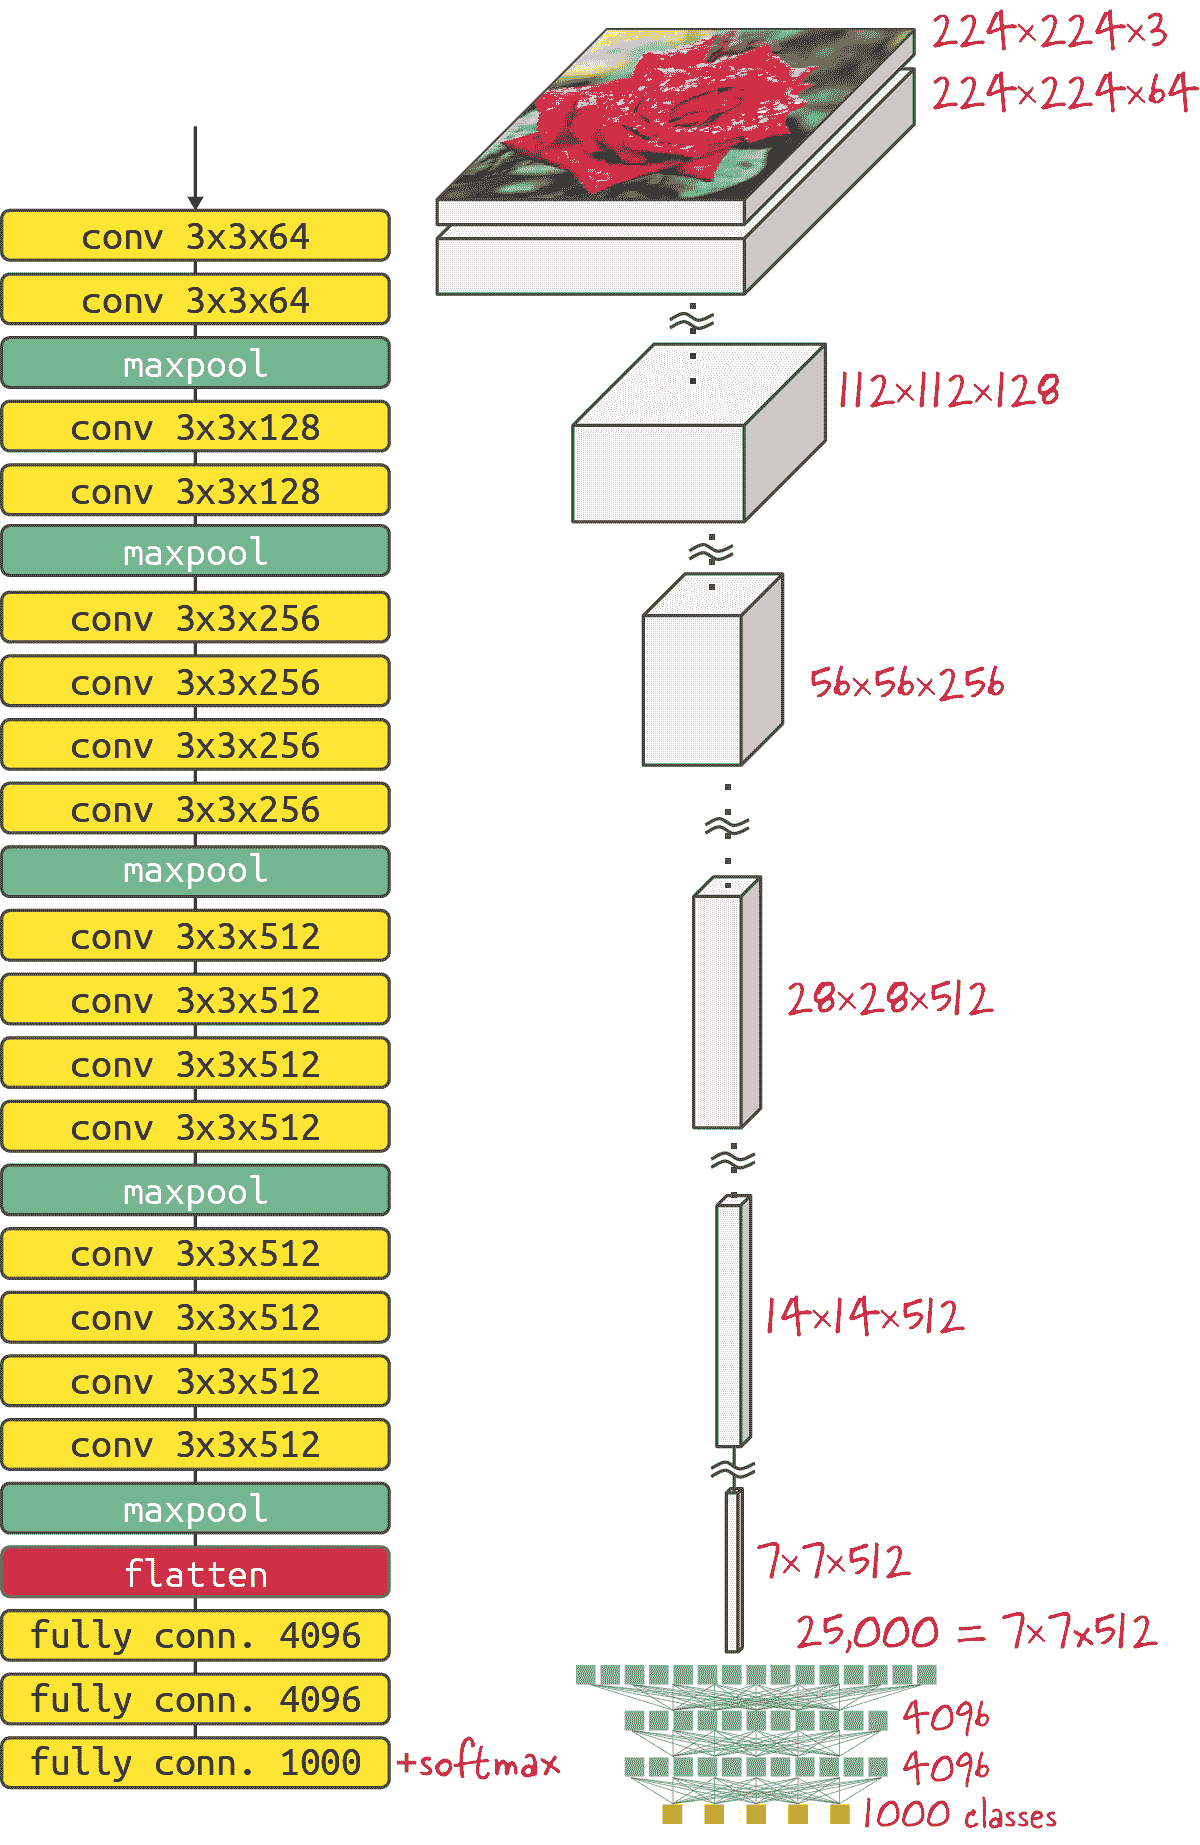 224×224×3
224×224×64
conv 3x3x64
conv 3x3x64
maxpool
conv 3x3x128
112×112×128
conv 3x3x128
maxpool
conv 3x3x256
conv 3x3x256
56×56×256
conv 3x3x256
conv 3x3x256
maxpool
conv 3x3x512
conv 3x3x512
28×28×512
conv 3x3x512
conv 3x3x512
maxpool
conv 3x3x512
conv 3x3x512
14×14×512
conv 3x3x512
conv 3x3x512
maxpool
flatten
7×7×512
fully conn. 4096
25,000 = 7×7×512
fully conn. 4096
4096
fully conn. 1000 +softmax
4096
1000 classes